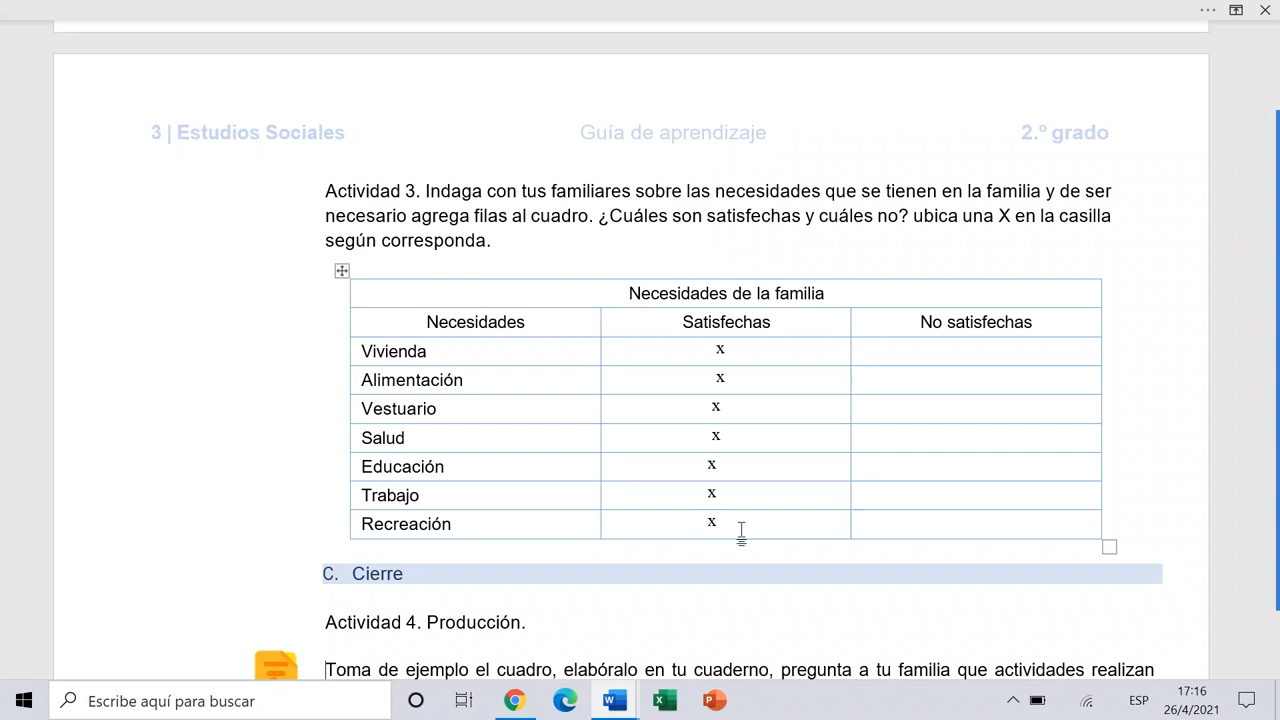 3 | Estudios Sociales Guía de aprendizaje 2.º grado
Actividad 3. Indaga con tus familiares sobre las necesidades que se tienen en la familia y de ser
necesario agrega filas al cuadro. ¿Cuáles son satisfechas y cuáles no? ubica una X en la casilla
según corresponda.
Necesidades de la familia
Necesidades Satisfechas No satisfechas
Vivienda x
Alimentación x
Vestuario x
Salud x
Educación x
Trabajo x
Recreación x
C. Cierre
Actividad 4. Producción.
Toma de ejemplo el cuadro, elabóralo en tu cuaderno, pregunta a tu familia que actividades realizan
Escribe aquí para buscar
ESP
17:16
26/4/2021